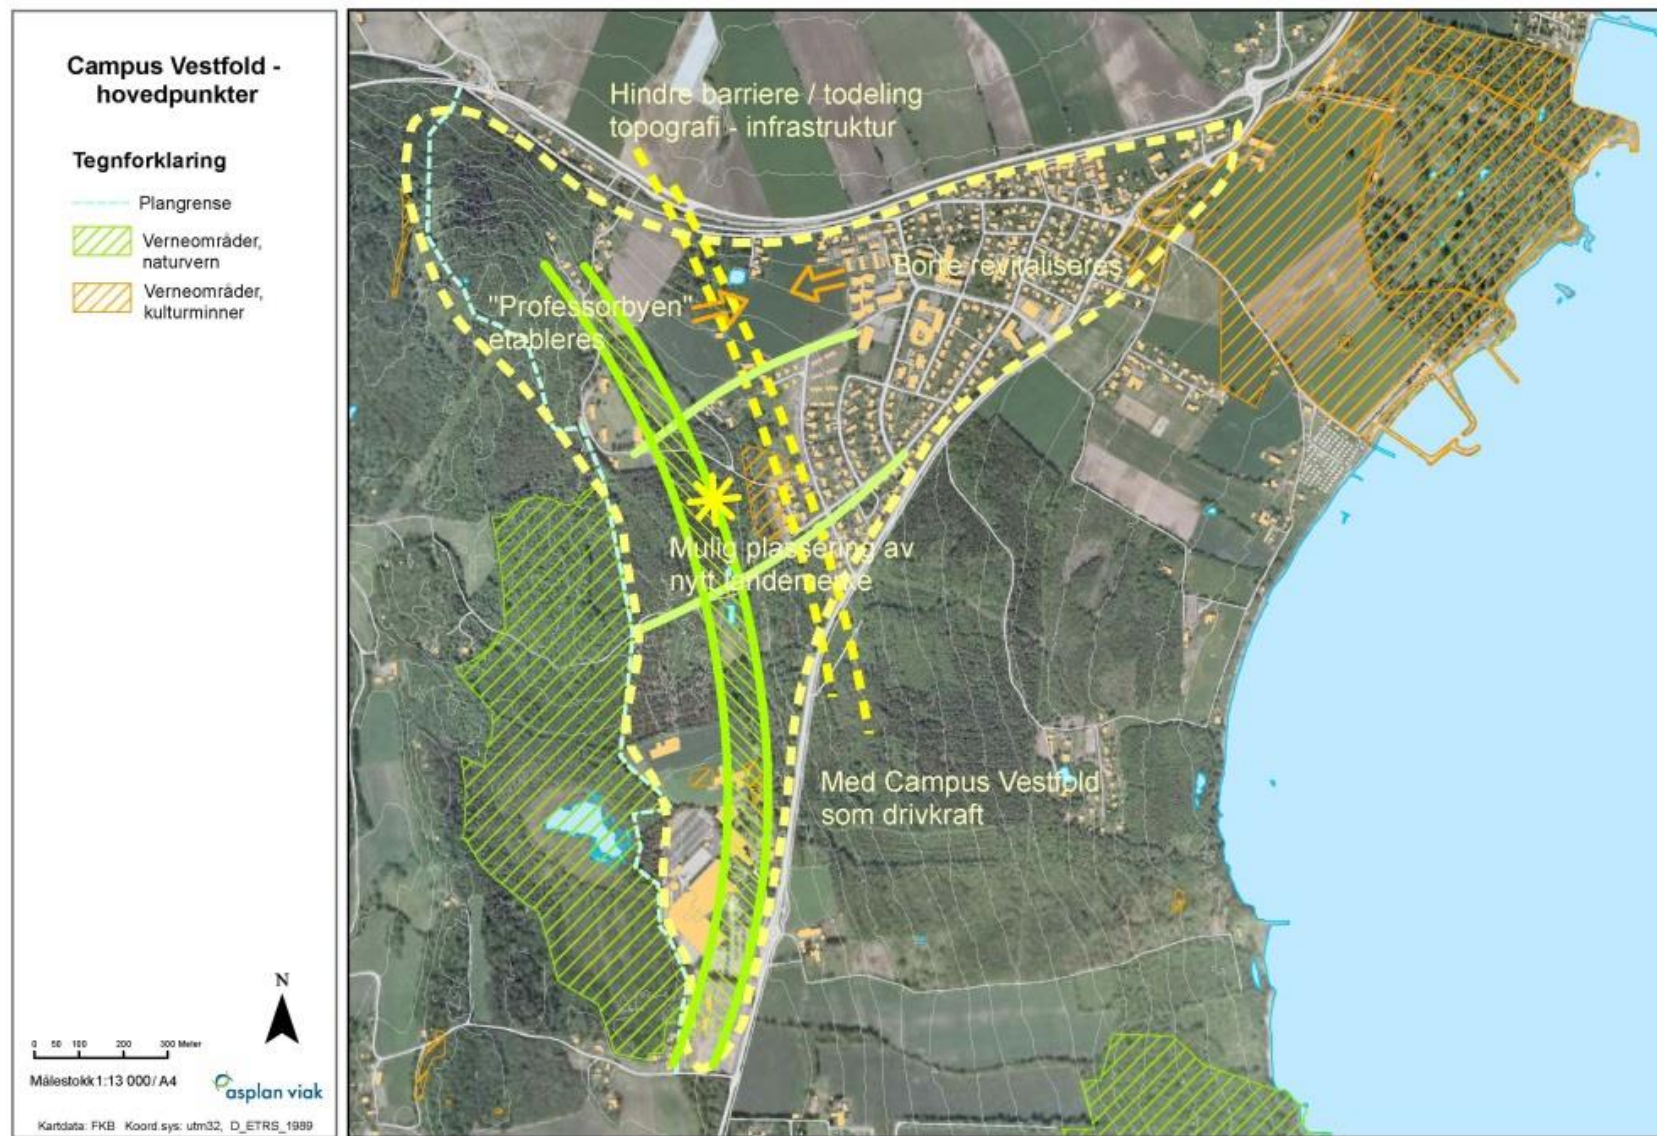 Campus Vestfold -
hovedpunkter
Tegnforklaring
Plangrense
Verneområder,
naturvern
Verneområder,
kulturminner
N
0 50 100 200 300 Meter
Målestokk 1:13 000/ A4
asplan viak
Kartdata: FKB Koord.sys: utm32, D_ETRS_1989
Hindre barriere / todeling
topografi - infrastruktur
Borre revitaliseres
"Professorbyen"
etableres
Mulig plassering av
nytt landemerke
Med Campus Vestfold
som drivkraft